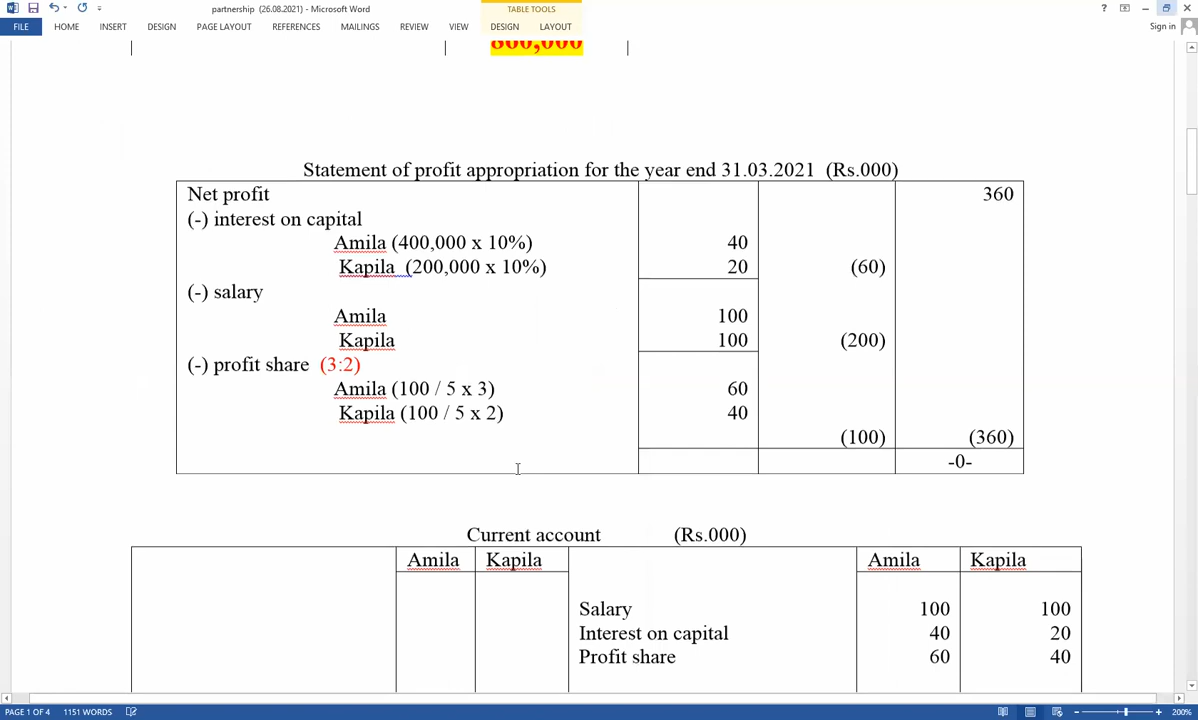 partnership (26.08.2021) - Microsoft Word
TABLE TOOLS
? 
FILE HOME INSERT DESIGN PAGE LAYOUT REFERENCES MAILINGS REVIEW VIEW DESIGN LAYOUT Sign in
860,000
Statement of profit appropriation for the year end 31.03.2021 (Rs.000)
Net profit 360
(-) interest on capital
Amila (400,000 x 10%) 40
Kapila (200,000 x 10%) 20 (60)
(-) salary
Amila 100
Kapila 100 (200)
(-) profit share (3:2)
Amila (100 / 5 x 3) 60
Kapila (100 / 5 x 2) 40
(100) (360)
-0-
Current account (Rs.000)
Amila Kapila Amila Kapila
Salary 100 100
Interest on capital 40 20
Profit share 60 40
PAGE 1 OF 4 1151 WORDS 200%